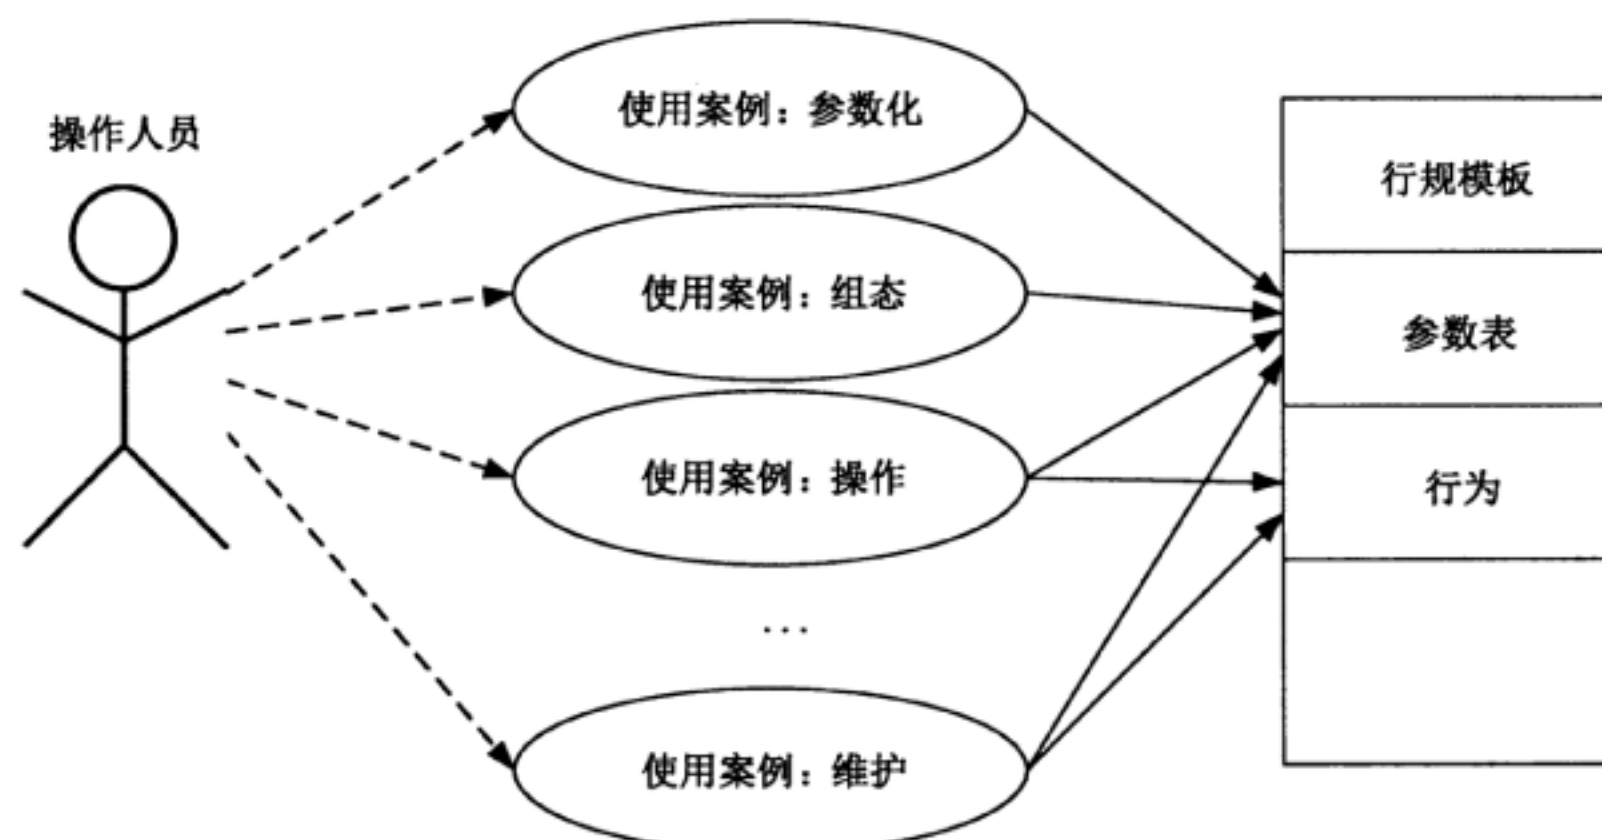 操作人员
使用案例：参数化
使用案例：组态
使用案例：操作
...
使用案例：维护
行规模板
参数表
行为